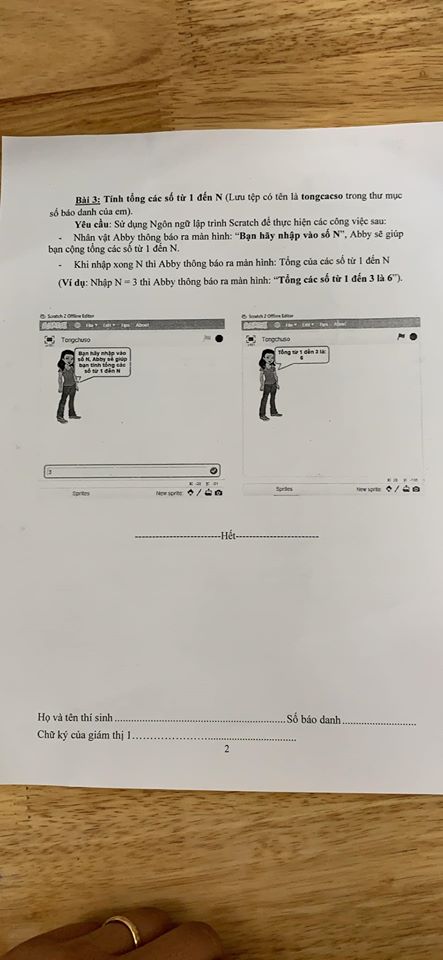 Bài 3: Tính tổng các số từ 1 đến N (Lưu tệp có tên là tongcacso trong thư mục
số báo danh của em).
Yêu cầu: Sử dụng Ngôn ngữ lập trình Scratch để thực hiện các công việc sau:
- Nhân vật Abby thông báo ra màn hình: “Bạn hãy nhập vào số N”, Abby sẽ giúp
bạn cộng tổng các số từ 1 đến N.
- Khi nhập xong N thì Abby thông báo ra màn hình: Tổng của các số từ 1 đến N
(Ví dụ: Nhập N = 3 thì Abby thông báo ra màn hình: “Tổng các số từ 1 đến 3 là 6”).
Scratch 2 Offline Editor
File Edit Tips About
Tongchuso
Bạn hãy nhập vào
số N, Abby sẽ giúp
bạn tính tổng các
số từ 1 đến N
3
Sprites New sprite:
Scratch 2 Offline Editor
File Edit Tips About
Tongchuso
Tổng từ 1 đến 3 là:
6
Sprites New sprite:
Hết
Họ và tên thí sinh Số báo danh
Chữ ký của giám thị 1
2